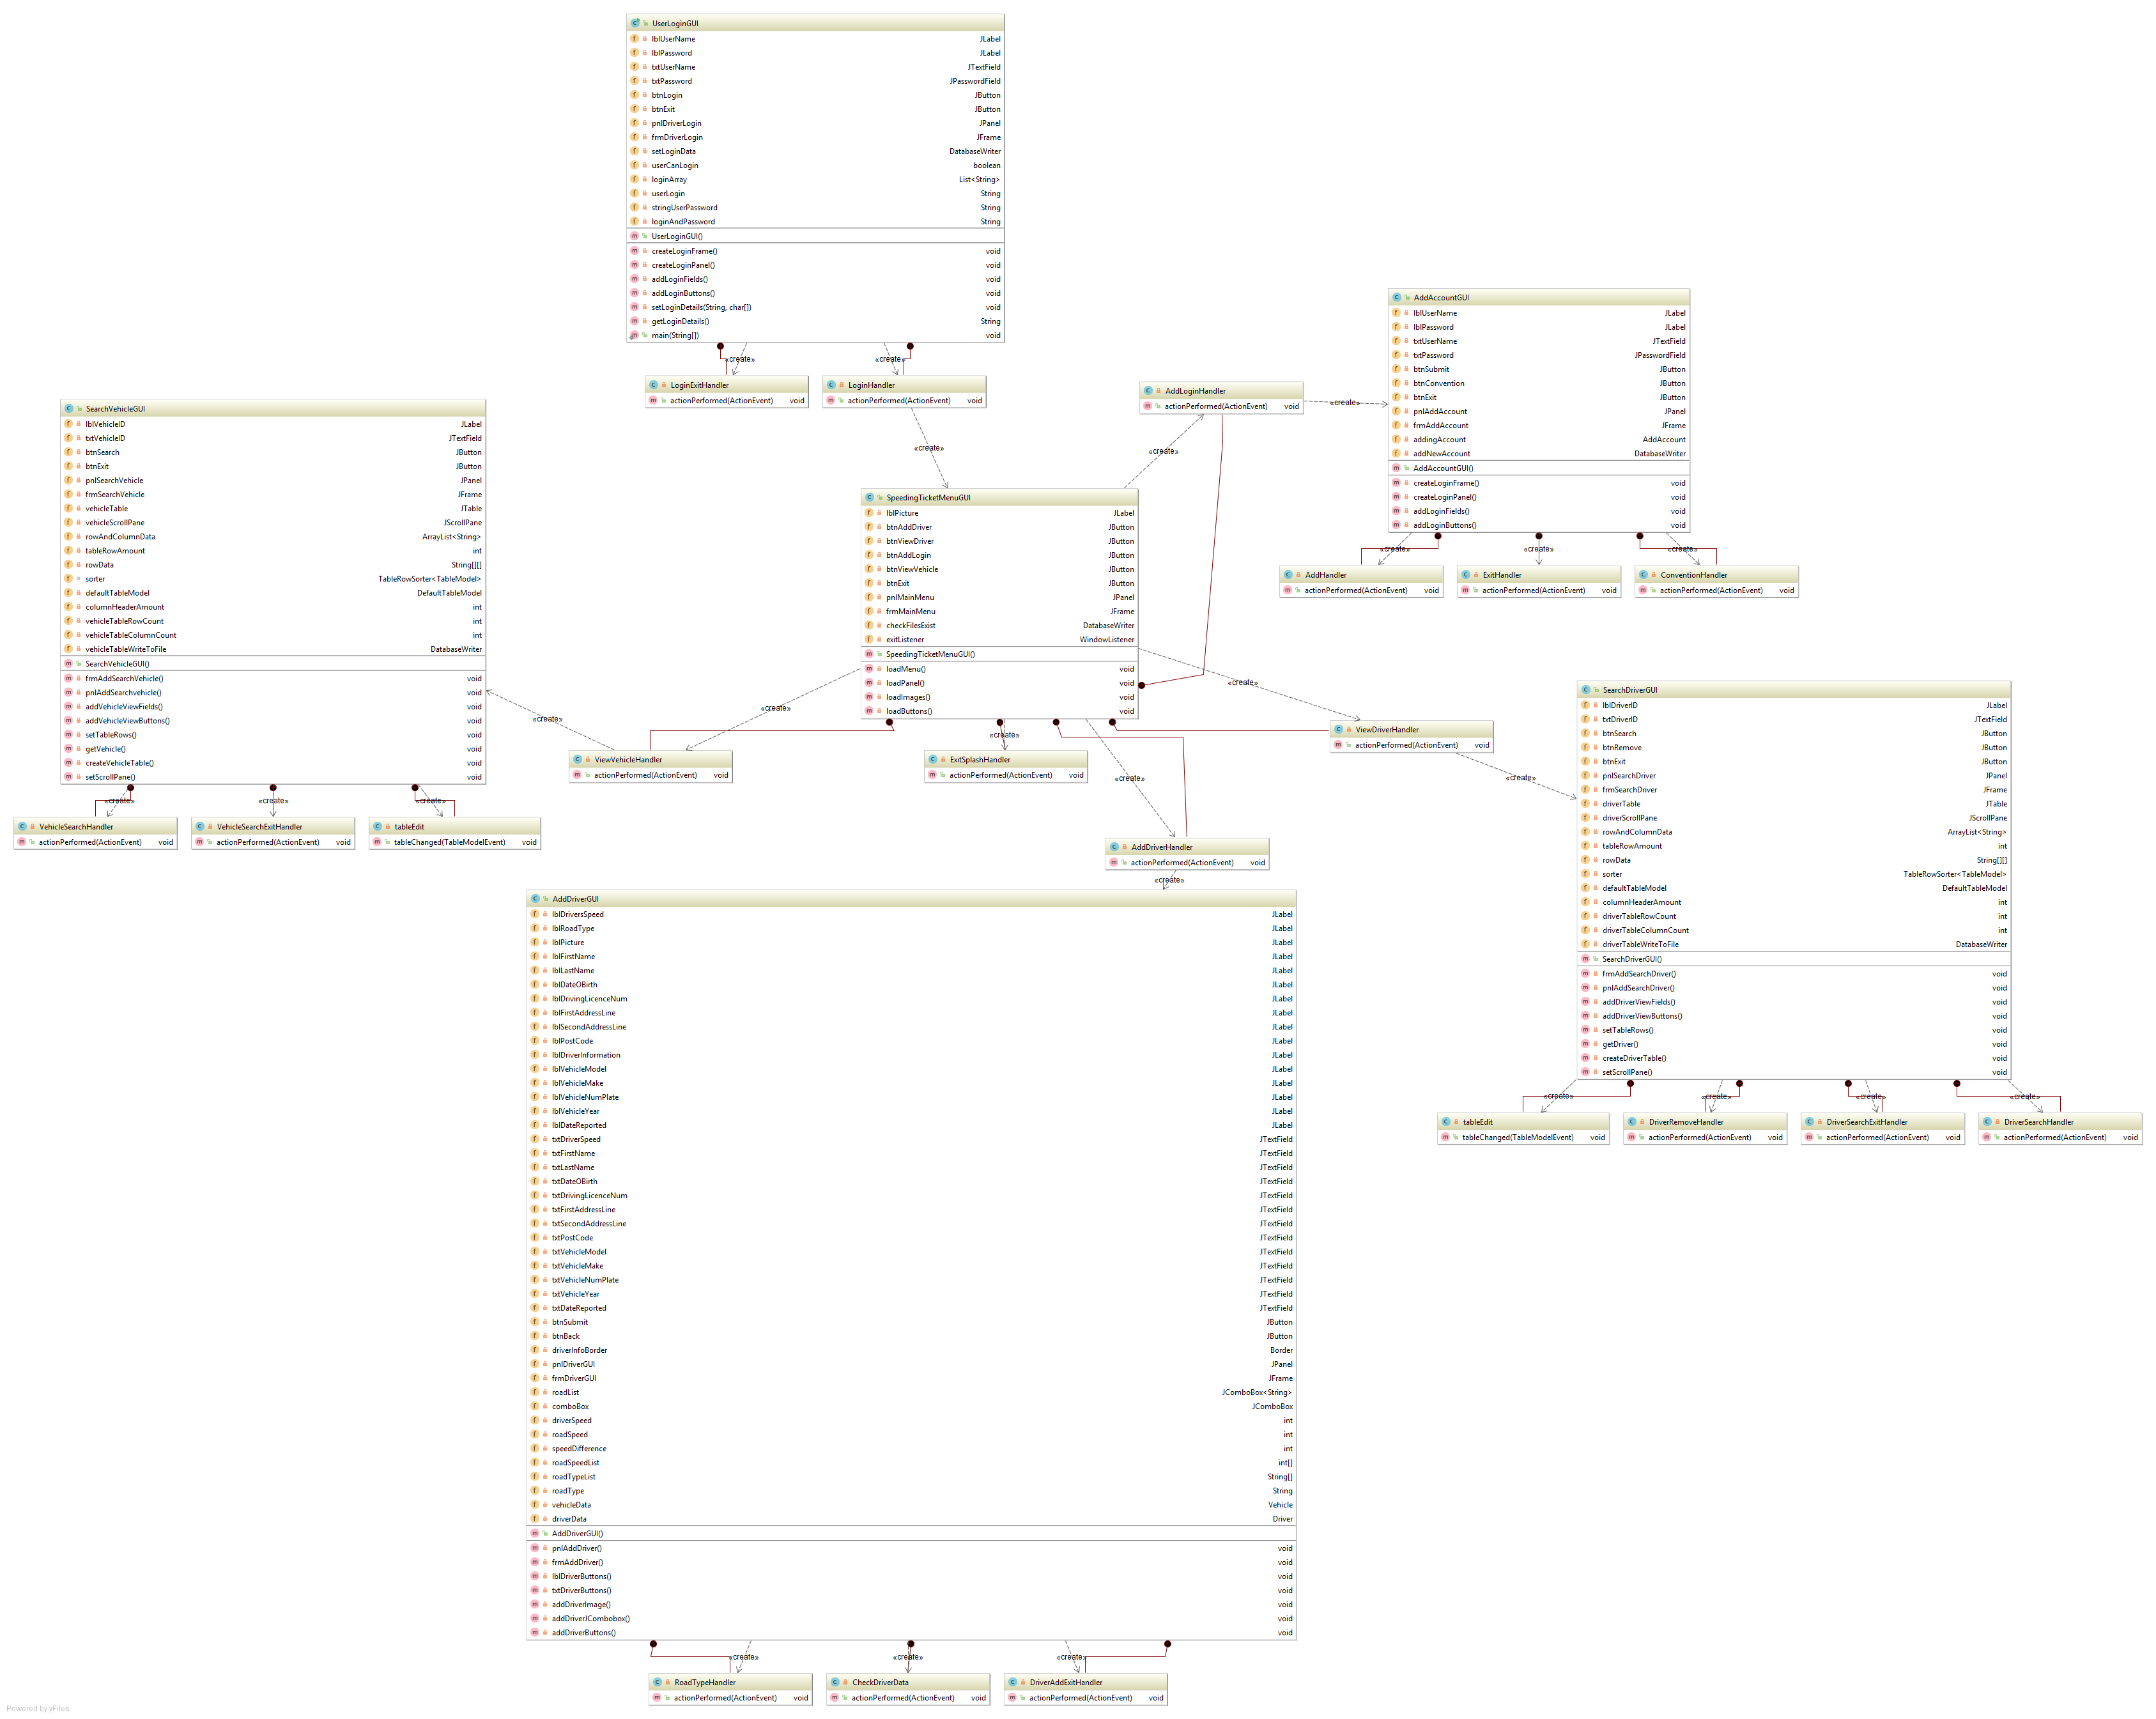 UserLoginGUI
lblUserName JLabel
lblPassword JLabel
txtUserName JTextField
txtPassword JPasswordField
btnLogin JButton
btnExit JButton
pnlDriverLogin JPanel
frmDriverLogin JFrame
setLoginData DatabaseWriter
userCanLogin boolean
loginArray List<String>
userLogin String
stringUserPassword String
loginAndPassword String
UserLoginGUI()
createLoginFrame() void
createLoginPanel() void
addLoginFields() void
addLoginButtons() void
setLoginDetails(String, char[]) void
getLoginDetails() String
main(String[]) void
«create»
«create»
LoginExitHandler
actionPerformed(ActionEvent) void
LoginHandler
actionPerformed(ActionEvent) void
«create»
AddLoginHandler
actionPerformed(ActionEvent) void
«create»
«create»
AddAccountGUI
lblUserName JLabel
lblPassword JLabel
txtUserName JTextField
txtPassword JPasswordField
btnSubmit JButton
btnConvention JButton
btnExit JButton
pnlAddAccount JPanel
frmAddAccount JFrame
addingAccount AddAccount
addNewAccount DatabaseWriter
AddAccountGUI()
createLoginFrame() void
createLoginPanel() void
addLoginFields() void
addLoginButtons() void
«create»
«create»
«create»
AddHandler
actionPerformed(ActionEvent) void
ExitHandler
actionPerformed(ActionEvent) void
ConventionHandler
actionPerformed(ActionEvent) void
SearchVehicleGUI
lblVehicleID JLabel
txtVehicleID JTextField
btnSearch JButton
btnExit JButton
pnlSearchVehicle JPanel
frmSearchVehicle JFrame
vehicleTable JTable
vehicleScrollPane JScrollPane
rowAndColumnData ArrayList<String>
tableRowAmount int
rowData String[][]
sorter TableRowSorter<TableModel>
defaultTableModel DefaultTableModel
columnHeaderAmount int
vehicleTableRowCount int
vehicleTableColumnCount int
vehicleTableWriteToFile DatabaseWriter
SearchVehicleGUI()
frmAddSearchVehicle() void
pnlAddSearchvehicle() void
addVehicleViewFields() void
addVehicleViewButtons() void
setTableRows() void
getVehicle() void
createVehicleTable() void
setScrollPane() void
«create»
«create»
«create»
VehicleSearchHandler
actionPerformed(ActionEvent) void
VehicleSearchExitHandler
actionPerformed(ActionEvent) void
tableEdit
tableChanged(TableModelEvent) void
SpeedingTicketMenuGUI
lblPicture JLabel
btnAddDriver JButton
btnViewDriver JButton
btnAddLogin JButton
btnViewVehicle JButton
btnExit JButton
pnlMainMenu JPanel
frmMainMenu JFrame
checkFilesExist DatabaseWriter
exitListener WindowListener
SpeedingTicketMenuGUI()
loadMenu() void
loadPanel() void
loadImages() void
loadButtons() void
«create»
«create»
«create»
«create»
«create»
ViewVehicleHandler
actionPerformed(ActionEvent) void
ExitSplashHandler
actionPerformed(ActionEvent) void
ViewDriverHandler
actionPerformed(ActionEvent) void
«create»
AddDriverHandler
actionPerformed(ActionEvent) void
«create»
SearchDriverGUI
lblDriverID JLabel
txtDriverID JTextField
btnSearch JButton
btnRemove JButton
btnExit JButton
pnlSearchDriver JPanel
frmSearchDriver JFrame
driverTable JTable
driverScrollPane JScrollPane
rowAndColumnData ArrayList<String>
tableRowAmount int
rowData String[][]
sorter TableRowSorter<TableModel>
defaultTableModel DefaultTableModel
columnHeaderAmount int
driverTableRowCount int
driverTableColumnCount int
driverTableWriteToFile DatabaseWriter
SearchDriverGUI()
frmAddSearchDriver() void
pnlAddSearchDriver() void
addDriverViewFields() void
addDriverViewButtons() void
setTableRows() void
getDriver() void
createDriverTable() void
setScrollPane() void
«create»
«create»
«create»
«create»
tableEdit
tableChanged(TableModelEvent) void
DriverRemoveHandler
actionPerformed(ActionEvent) void
DriverSearchExitHandler
actionPerformed(ActionEvent) void
DriverSearchHandler
actionPerformed(ActionEvent) void
AddDriverGUI
lblDriversSpeed JLabel
lblRoadType JLabel
lblPicture JLabel
lblFirstName JLabel
lblLastName JLabel
lblDateOBirth JLabel
lblDrivingLicenceNum JLabel
lblFirstAddressLine JLabel
lblSecondAddressLine JLabel
lblPostCode JLabel
lblDriverInformation JLabel
lblVehicleModel JLabel
lblVehicleMake JLabel
lblVehicleNumPlate JLabel
lblVehicleYear JLabel
lblDateReported JLabel
txtDriverSpeed JTextField
txtFirstName JTextField
txtLastName JTextField
txtDateOBirth JTextField
txtDrivingLicenceNum JTextField
txtFirstAddressLine JTextField
txtSecondAddressLine JTextField
txtPostCode JTextField
txtVehicleModel JTextField
txtVehicleMake JTextField
txtVehicleNumPlate JTextField
txtVehicleYear JTextField
txtDateReported JTextField
btnSubmit JButton
btnBack JButton
driverInfoBorder Border
pnlDriverGUI JPanel
frmDriverGUI JFrame
roadList JComboBox<String>
comboBox JComboBox
driverSpeed int
roadSpeed int
speedDifference int
roadSpeedList int[]
roadTypeList String[]
roadType String
vehicleData Vehicle
driverData Driver
AddDriverGUI()
pnlAddDriver() void
frmAddDriver() void
lblDriverButtons() void
txtDriverButtons() void
addDriverImage() void
addDriverJCombobox() void
addDriverButtons() void
«create»
«create»
«create»
RoadTypeHandler
actionPerformed(ActionEvent) void
CheckDriverData
actionPerformed(ActionEvent) void
DriverAddExitHandler
actionPerformed(ActionEvent) void
Powered by yFiles